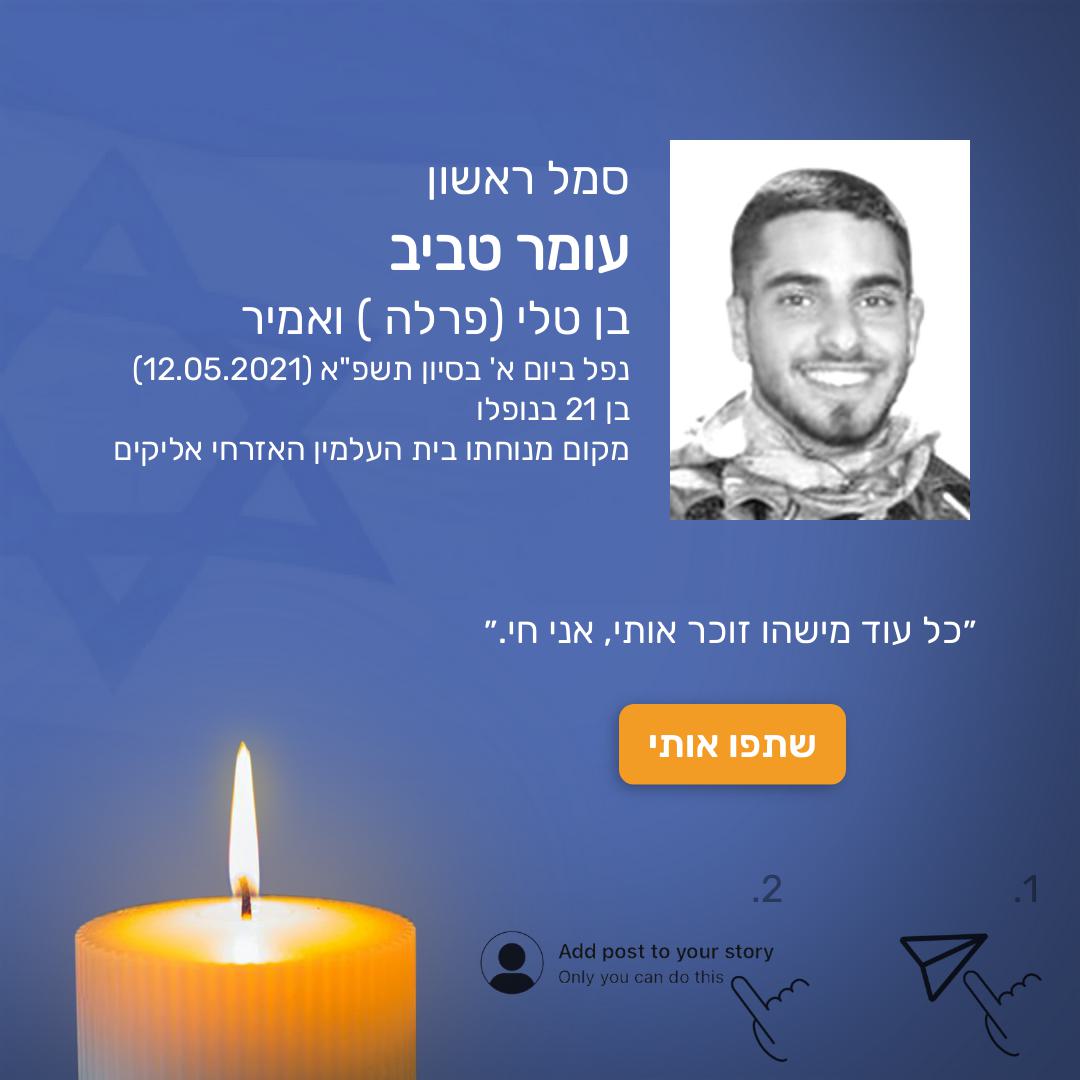 סמל ראשון
עומר טביב
בן טלי (פרלה ) ואמיר
נפל ביום א' בסיון תשפ"א (12.05.2021)
בן 21 בנופלו
מקום מנוחתו בית העלמין האזרחי אליקים
״כל עוד מישהו זוכר אותי, אני חי.״
שתפו אותי
1.
2.
Add post to your story
Only you can do this